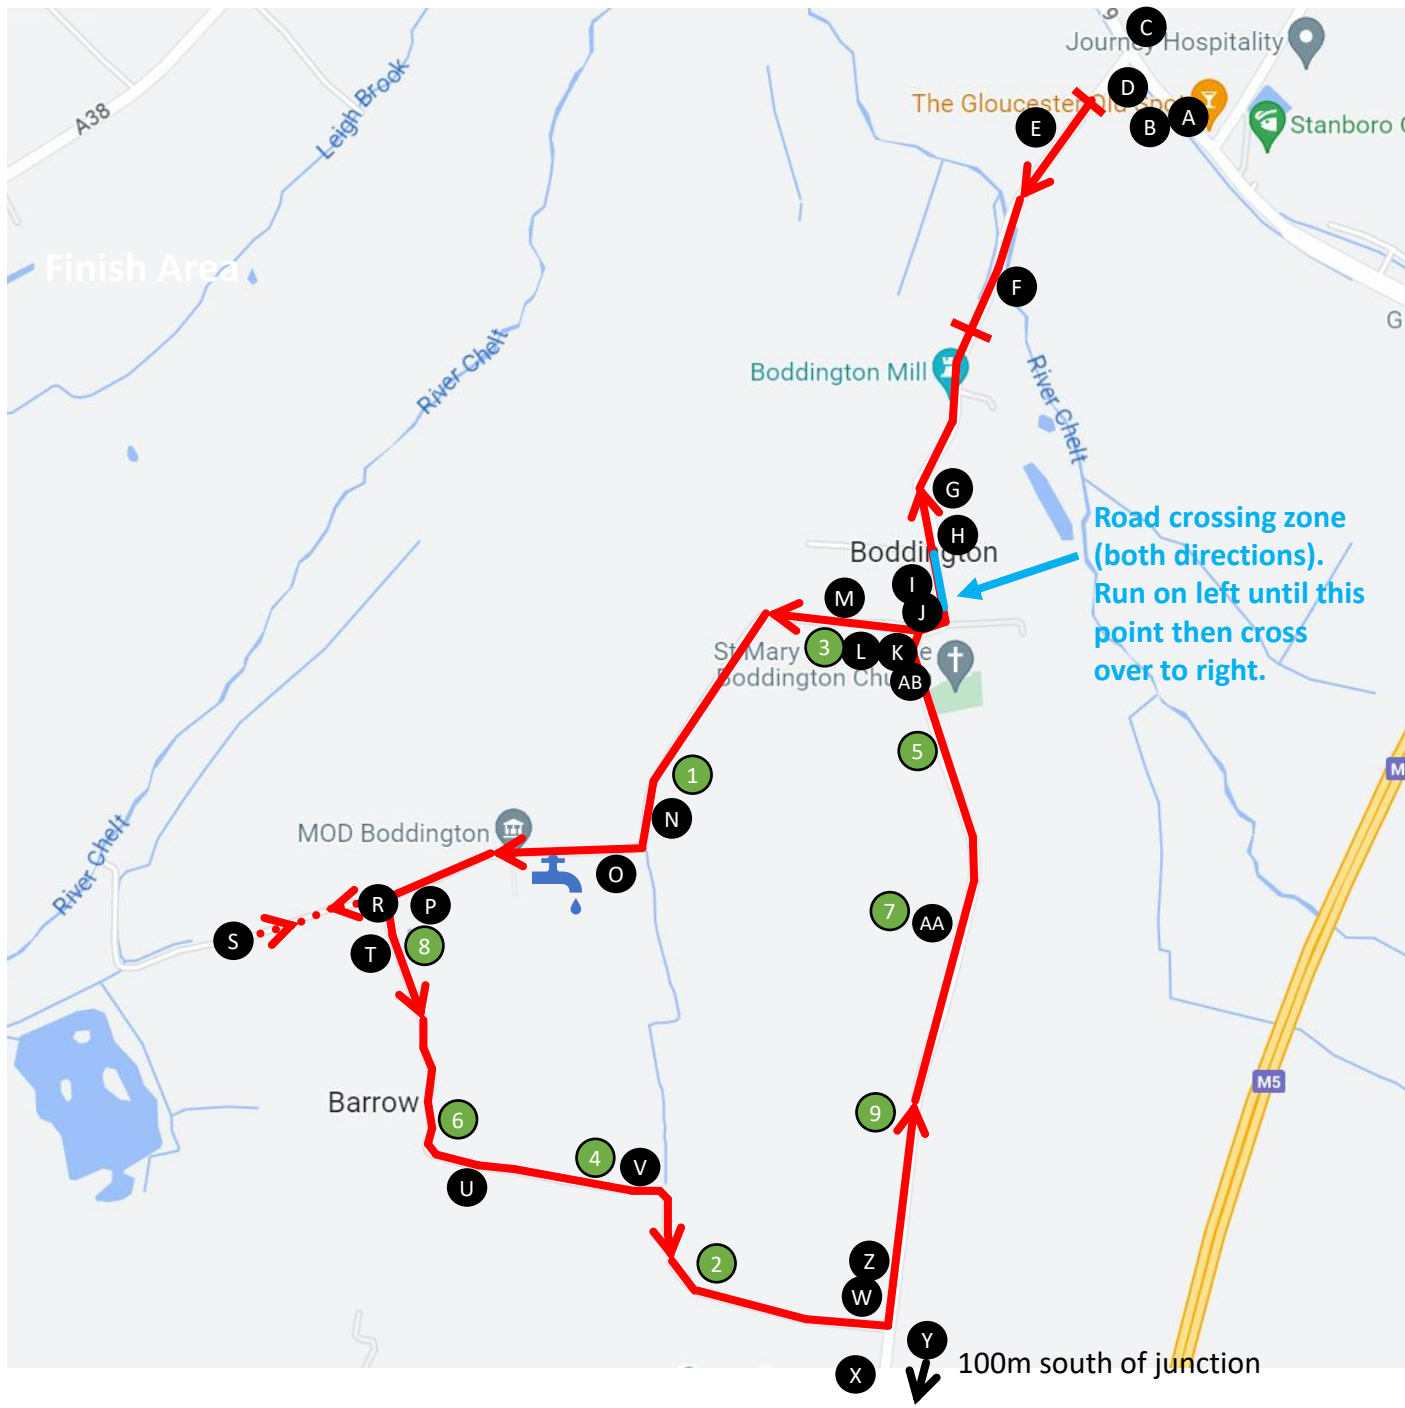 9
C
Journey Hospitality
A38
Leigh Brook
D
The Gloucester Old Spot
E
B
A
Stanboro
Finish Area
F
G
River Chelt
Boddington Mill
River Chelt
G
Road crossing zone
(both directions).
Run on left until this
point then cross
over to right.
H
Boddington
I
M
J
3
L
K
St Mary
e
Boddington Chu
AB
5
M
1
N
MOD Boddington
River Chelt
O
R
P
7
AA
S
T
8
M5
Barrow
6
9
4
V
U
2
Z
W
Y
100m south of junction
X